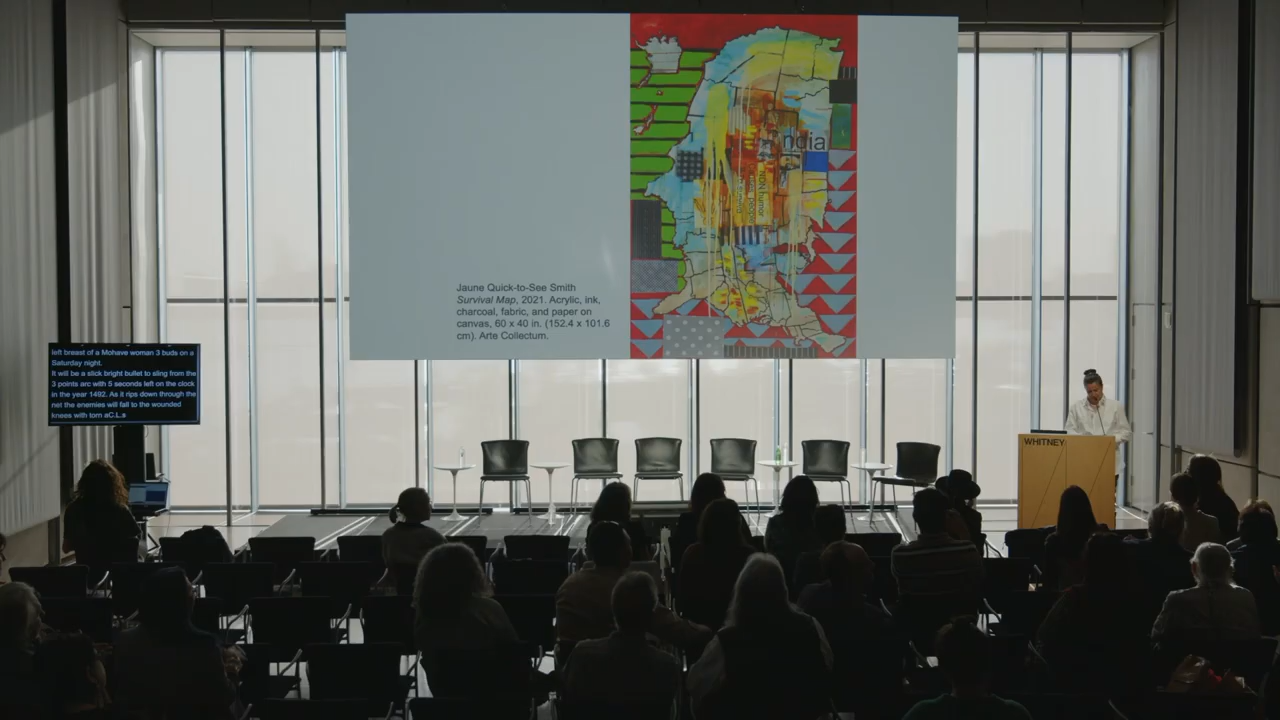 ndia
NON humor
Jaune Quick-to-See Smith
Survival Map, 2021. Acrylic, ink,
charcoal, fabric, and paper on
canvas, 60 x 40 in. (152.4 x 101.6
cm). Arte Collectum.
left breast of a Mohave woman 3 buds on a
Saturday night.
It will be a slick bright bullet to sling from the
3 points arc with 5 seconds left on the clock
in the year 1492. As it rips down through the
net the enemies will fall to the wounded
knees with torn aC.L.s
WHITNEY